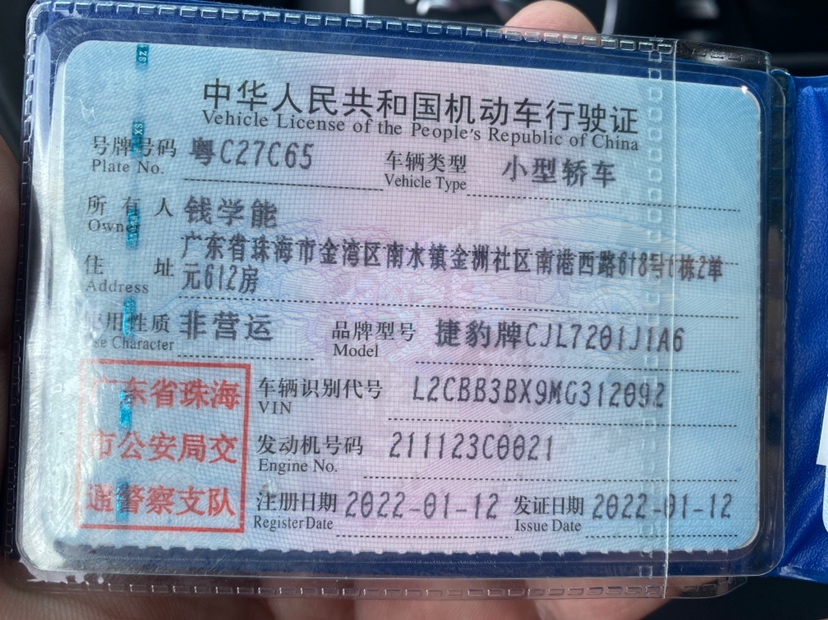 中华人民共和国机动车行驶证
Vehicle License of the People's Republic of China
号牌号码 粤C27C65 车辆类型 小型轿车
Plate No. Vehicle Type
所有人 钱学能
Owner
住址 广东省珠海市金湾区南水镇金洲社区南港西路618号1栋2单
Address 元612房
使用性质 非营运 品牌型号 捷豹牌CJL7201J1A6
Use Character Model
广东省珠海 车辆识别代号 L2CBB3BX9MG312092
VIN
市公安局交 发动机号码 211123C0021
Engine No.
通警察支队 注册日期 2022-01-12 发证日期 2022-01-12
Register Date Issue Date